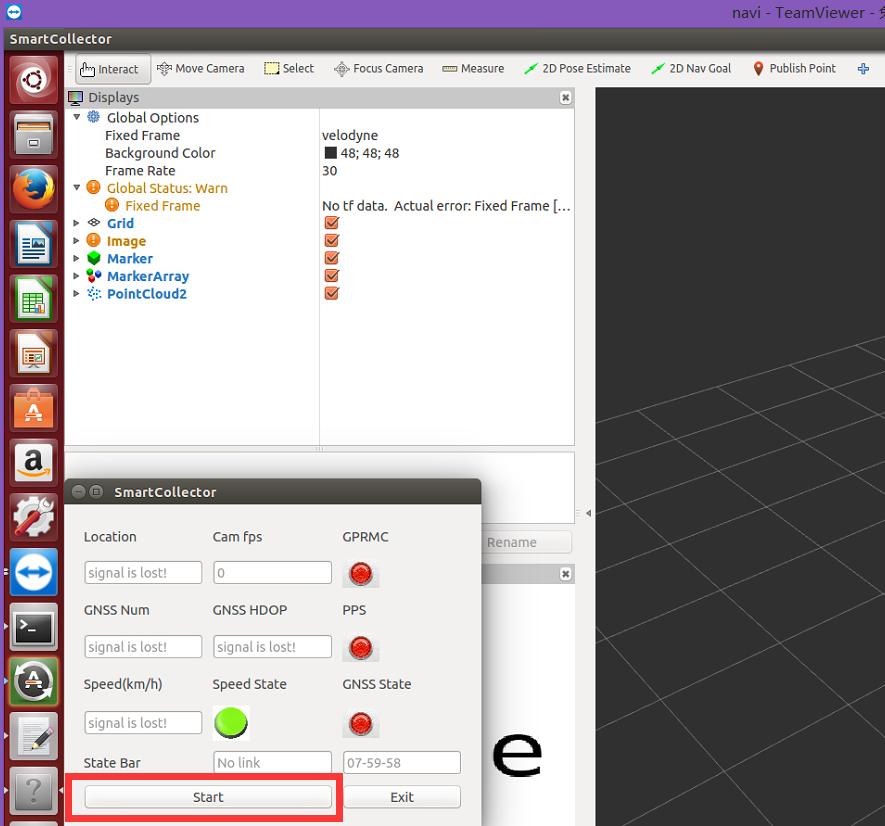 navi - TeamViewer -
SmartCollector
Interact Move Camera Select Focus Camera Measure 2D Pose Estimate 2D Nav Goal Publish Point
Displays
Global Options
Fixed Frame velodyne
Background Color 48; 48; 48
Frame Rate 30
Global Status: Warn
Fixed Frame No tf data. Actual error: Fixed Frame [...
Grid
Image
Marker
MarkerArray
PointCloud2
SmartCollector
Rename
Location Cam fps GPRMC
signal is lost! 0
GNSS Num GNSS HDOP PPS
signal is lost! signal is lost!
Speed(km/h) Speed State GNSS State
signal is lost!
e
State Bar No link 07-59-58
Start Exit